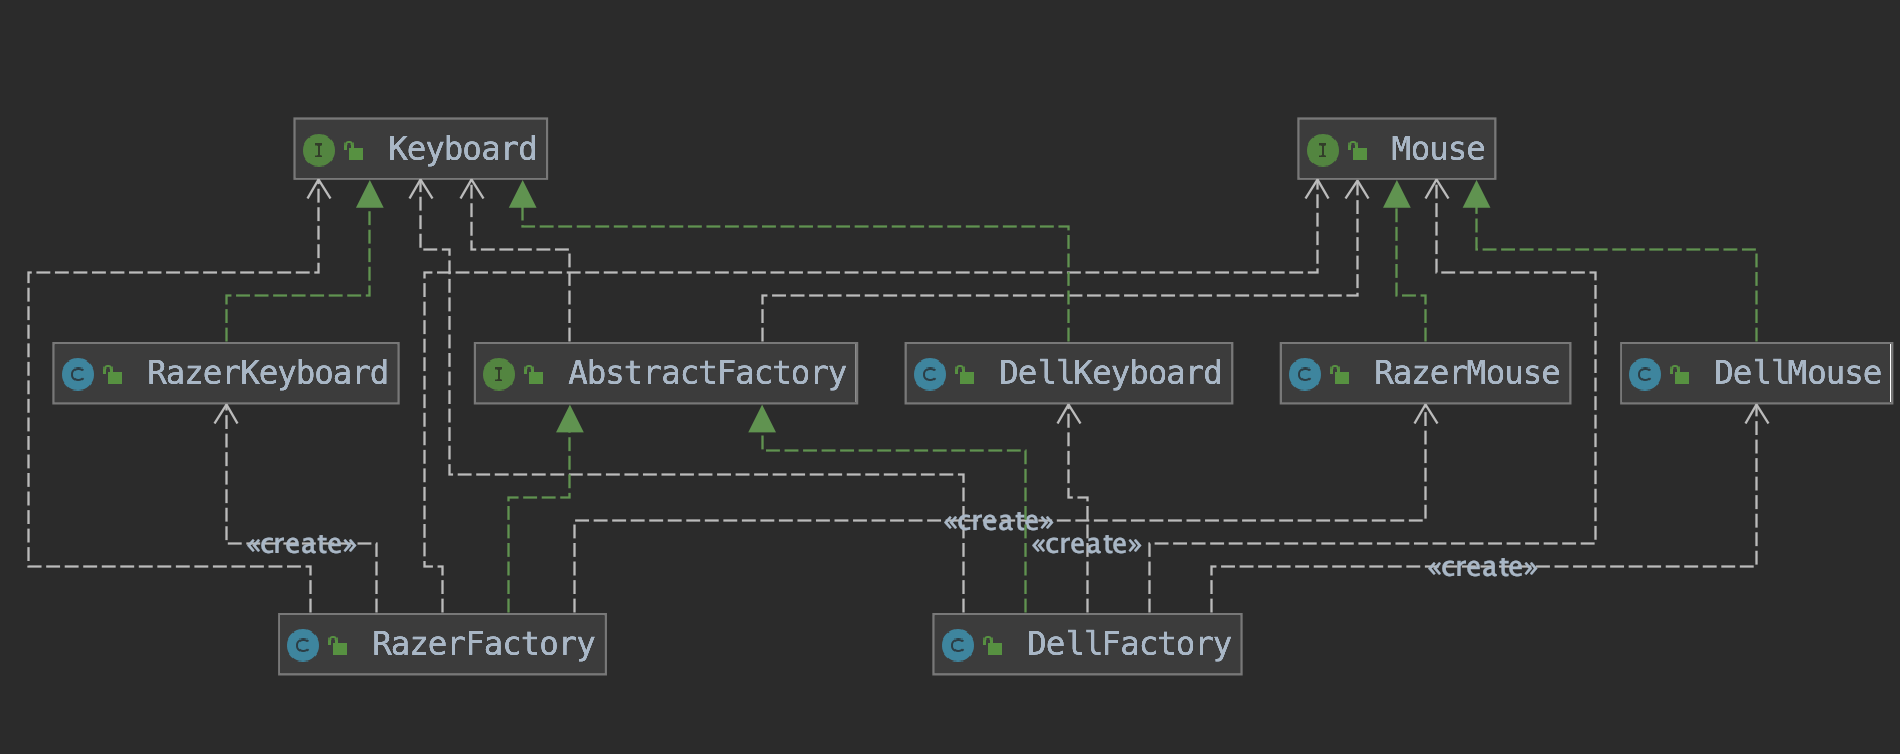 I Keyboard
I Mouse
C RazerKeyboard
I AbstractFactory
C DellKeyboard
C RazerMouse
C DellMouse
«create»
«create»
«create»
«create»
C RazerFactory
C DellFactory